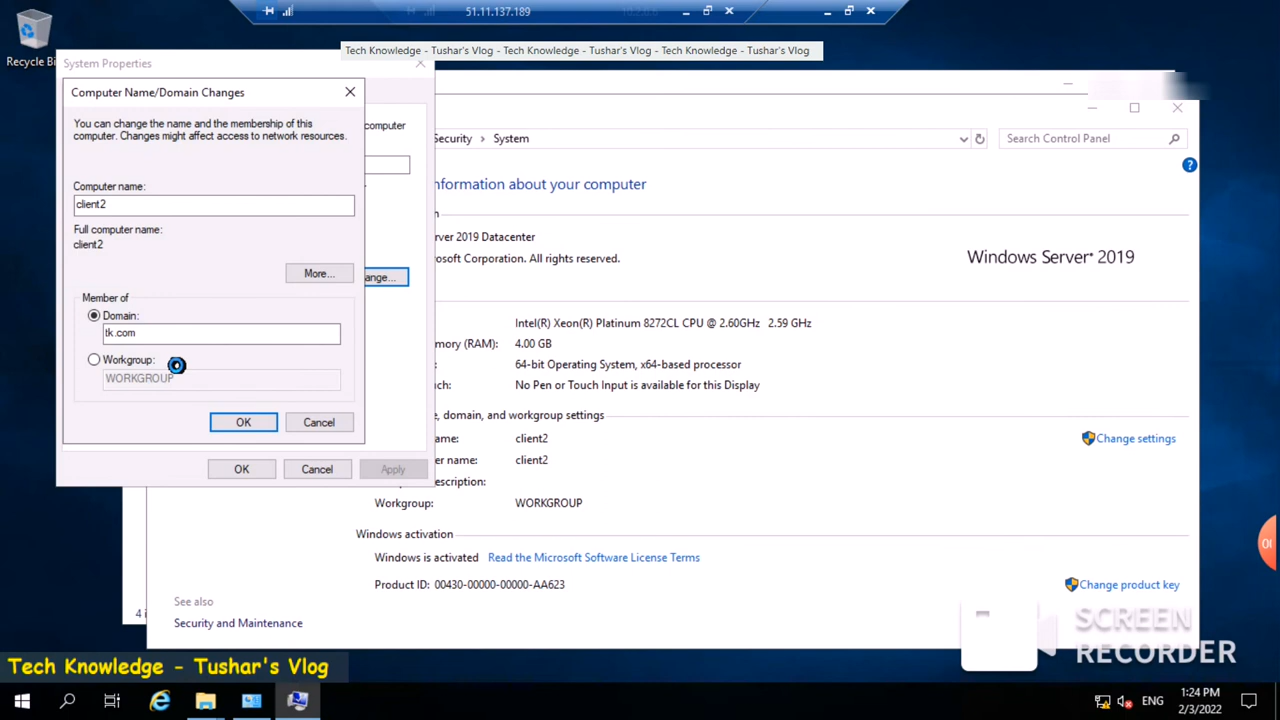 51.11.137.189
Tech Knowledge - Tushar's Vlog - Tech Knowledge - Tushar's Vlog - Tech Knowledge - Tushar's Vlog
Recycle Bi
System Properties
Computer Name/Domain Changes
You can change the name and the membership of this
computer. Changes might affect access to network resources.
computer
Security > System
Search Control Panel
nformation about your computer
Computer name:
client2
Full computer name:
client2
More...
ange...
Member of
Domain:
tk.com
Workgroup:
WORKGROUP
OK
Cancel
OK
Cancel
Apply
erver 2019 Datacenter
osoft Corporation. All rights reserved.
Windows Server® 2019
Intel(R) Xeon(R) Platinum 8272CL CPU @ 2.60GHz 2.59 GHz
mory (RAM): 4.00 GB
64-bit Operating System, x64-based processor
ch: No Pen or Touch Input is available for this Display
e, domain, and workgroup settings
ame: client2
Change settings
er name: client2
escription:
Workgroup: WORKGROUP
Windows activation
Windows is activated Read the Microsoft Software License Terms
Product ID: 00430-00000-00000-AA623
Change product key
See also
Security and Maintenance
4 i
SCREEN
RECORDER
Tech Knowledge - Tushar's Vlog
ENG
1:24 PM
2/3/2022